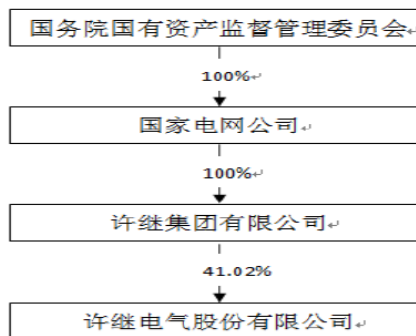 国务院国有资产监督管理委员会
100%
国家电网公司
100%
许继集团有限公司
41.02%
许继电气股份有限公司